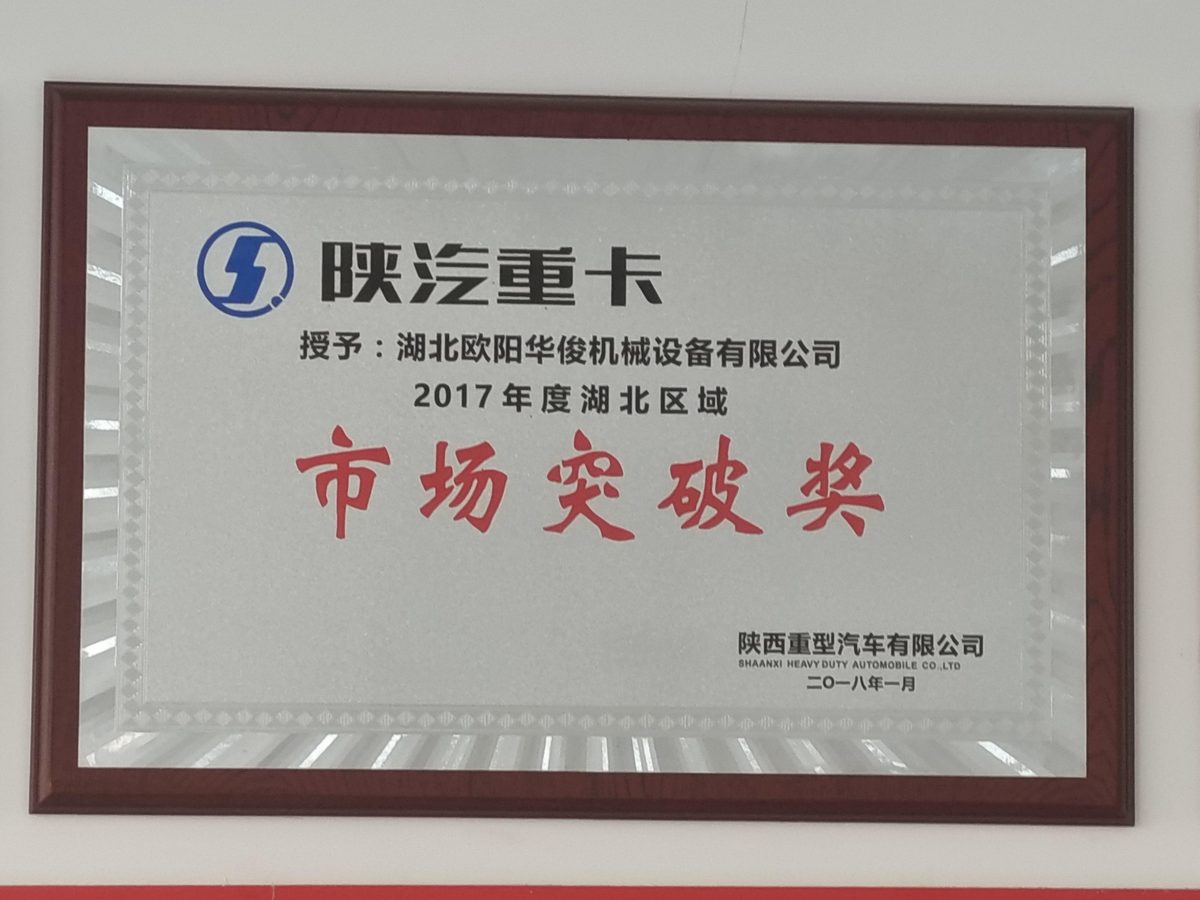 陕汽重卡
授予：湖北欧阳华俊机械设备有限公司
2017年度湖北区域
市场突破奖
陕西重型汽车有限公司
SHAANXI HEAVY DUTY AUTOMOBILE CO.,LTD
二〇一八年一月